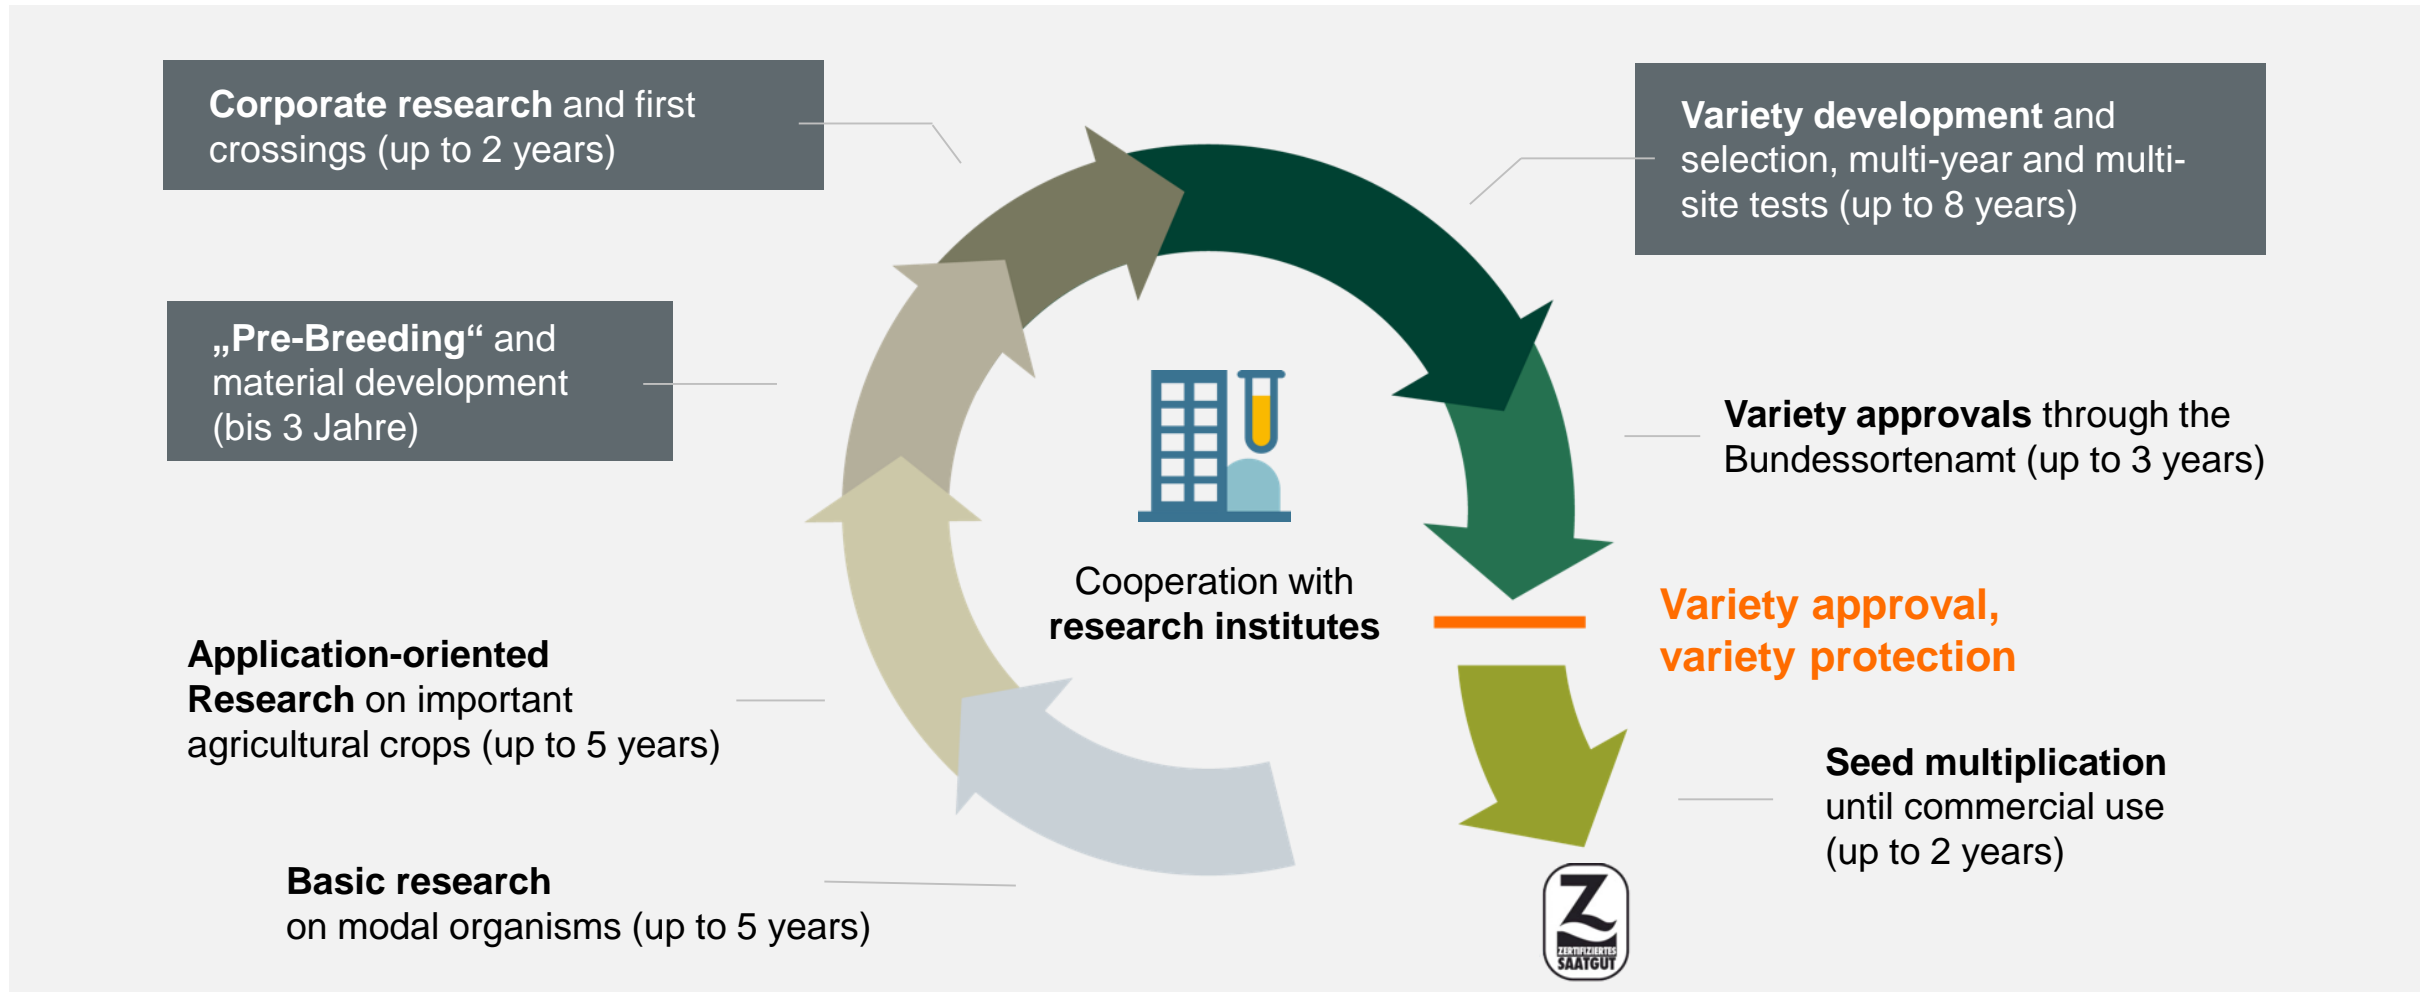 Corporate research and first
crossings (up to 2 years)
Variety development and
selection, multi-year and multi-
site tests (up to 8 years)
„Pre-Breeding“ and
material development
(bis 3 Jahre)
Variety approvals through the
Bundessortenamt (up to 3 years)
Cooperation with
research institutes
Variety approval,
variety protection
Application-oriented
Research on important
agricultural crops (up to 5 years)
Seed multiplication
until commercial use
(up to 2 years)
Basic research
on modal organisms (up to 5 years)
Z
ZERTIFIZIERTES
SAATGUT